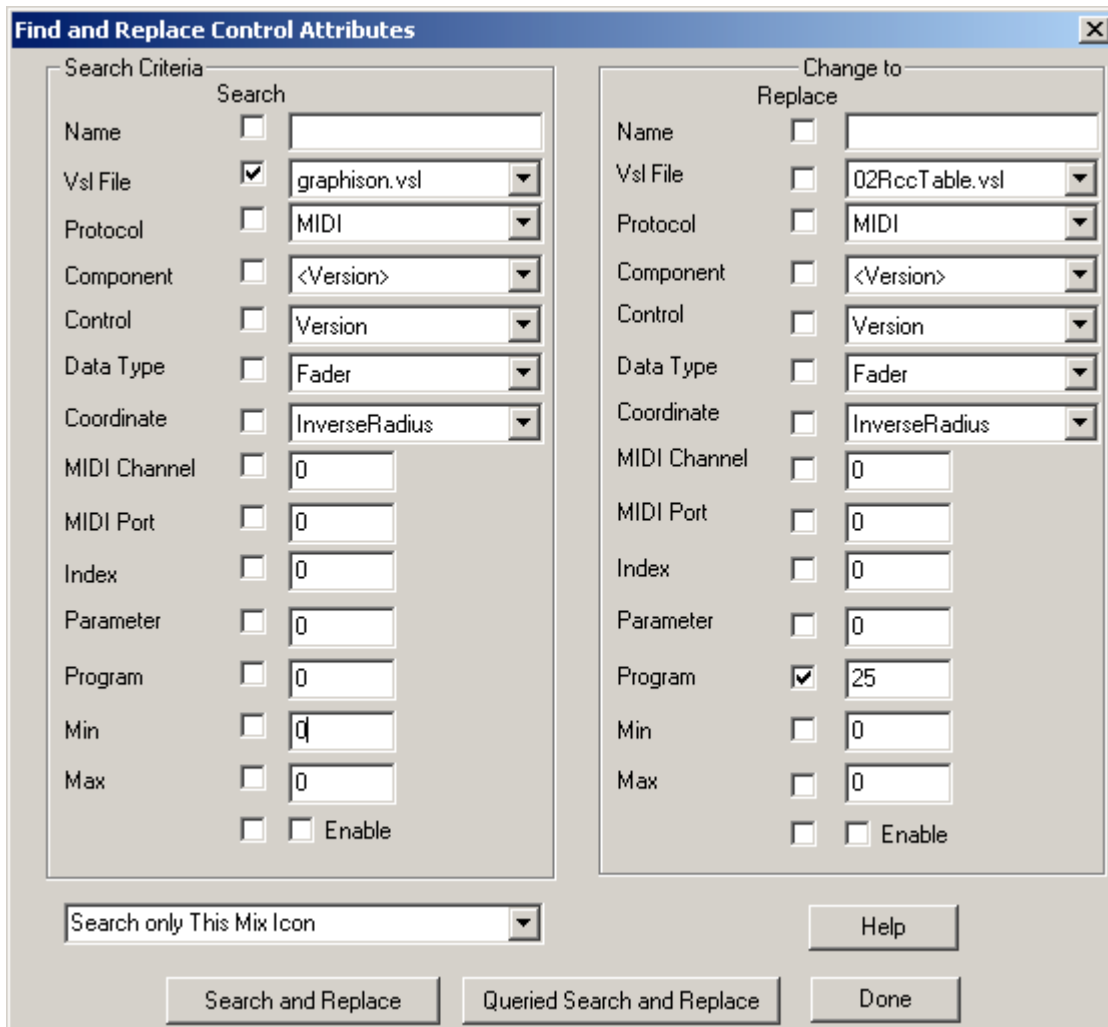 Find and Replace Control Attributes
Search Criteria
Search
Name
Vsl File graphison.vsl
Protocol MIDI
Component <Version>
Control Version
Data Type Fader
Coordinate InverseRadius
MIDI Channel 0
MIDI Port 0
Index 0
Parameter 0
Program 0
Min 0
Max 0
Enable
Change to
Replace
Name
Vsl File 02RccTable.vsl
Protocol MIDI
Component <Version>
Control Version
Data Type Fader
Coordinate InverseRadius
MIDI Channel 0
MIDI Port 0
Index 0
Parameter 0
Program 25
Min 0
Max 0
Enable
Search only This Mix Icon
Help
Search and Replace
Queried Search and Replace
Done